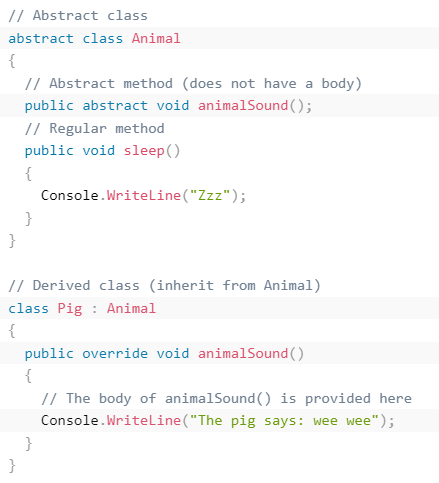 // Abstract class
abstract class Animal
{
  // Abstract method (does not have a body)
  public abstract void animalSound();
  // Regular method
  public void sleep()
  {
    Console.WriteLine("Zzz");
  }
}

// Derived class (inherit from Animal)
class Pig : Animal
{
  public override void animalSound()
  {
    // The body of animalSound() is provided here
    Console.WriteLine("The pig says: wee wee");
  }
}